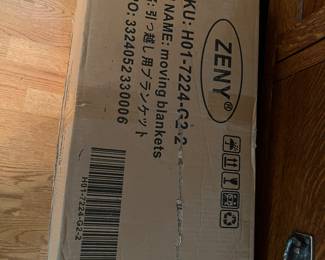 ZENY®
KU: H01-7224-G2-2
NAME: moving blankets
: 引っ越し用ブランケット
O: 3324052330006
H01-7224-G2-2